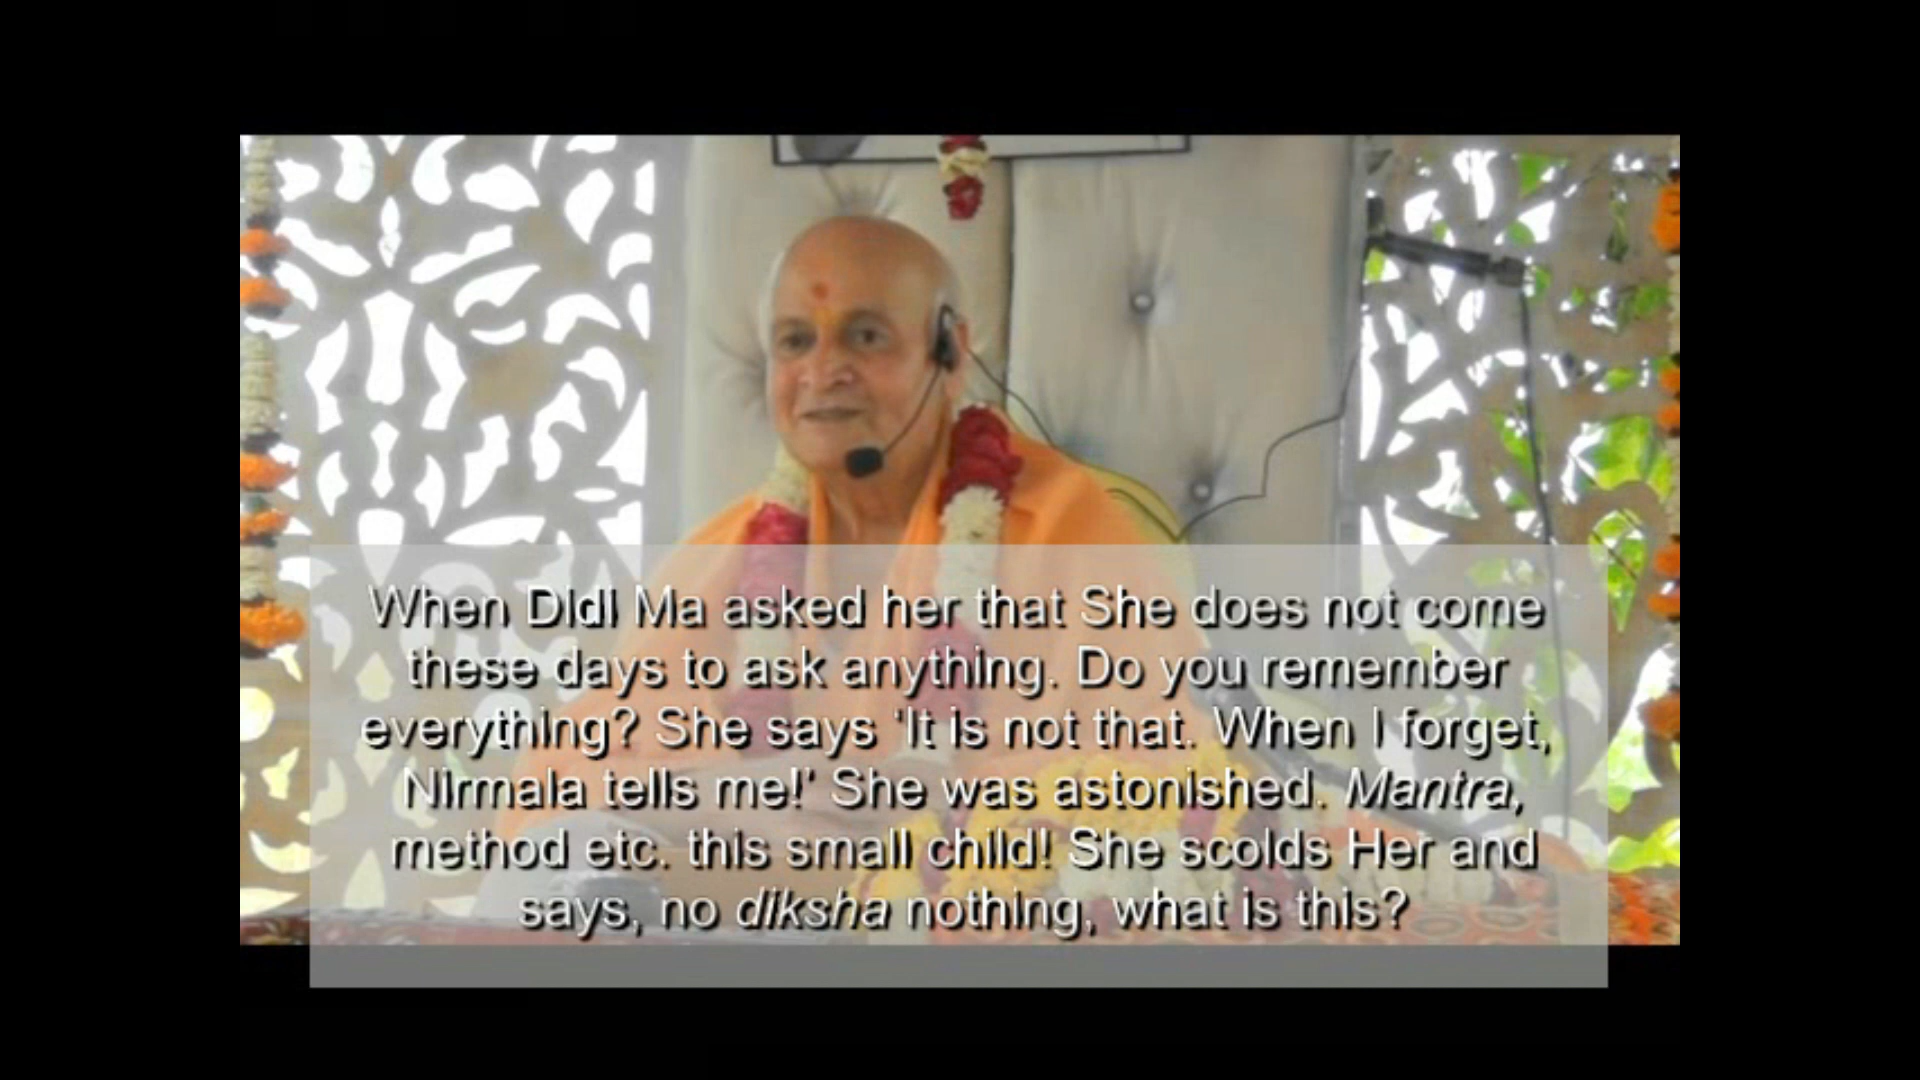 When Didi Ma asked her that She does not come
these days to ask anything. Do you remember
everything? She says ‘It is not that. When I forget,
Nirmala tells me!’ She was astonished. Mantra,
method etc. this small child! She scolds Her and
says, no diksha nothing, what is this?